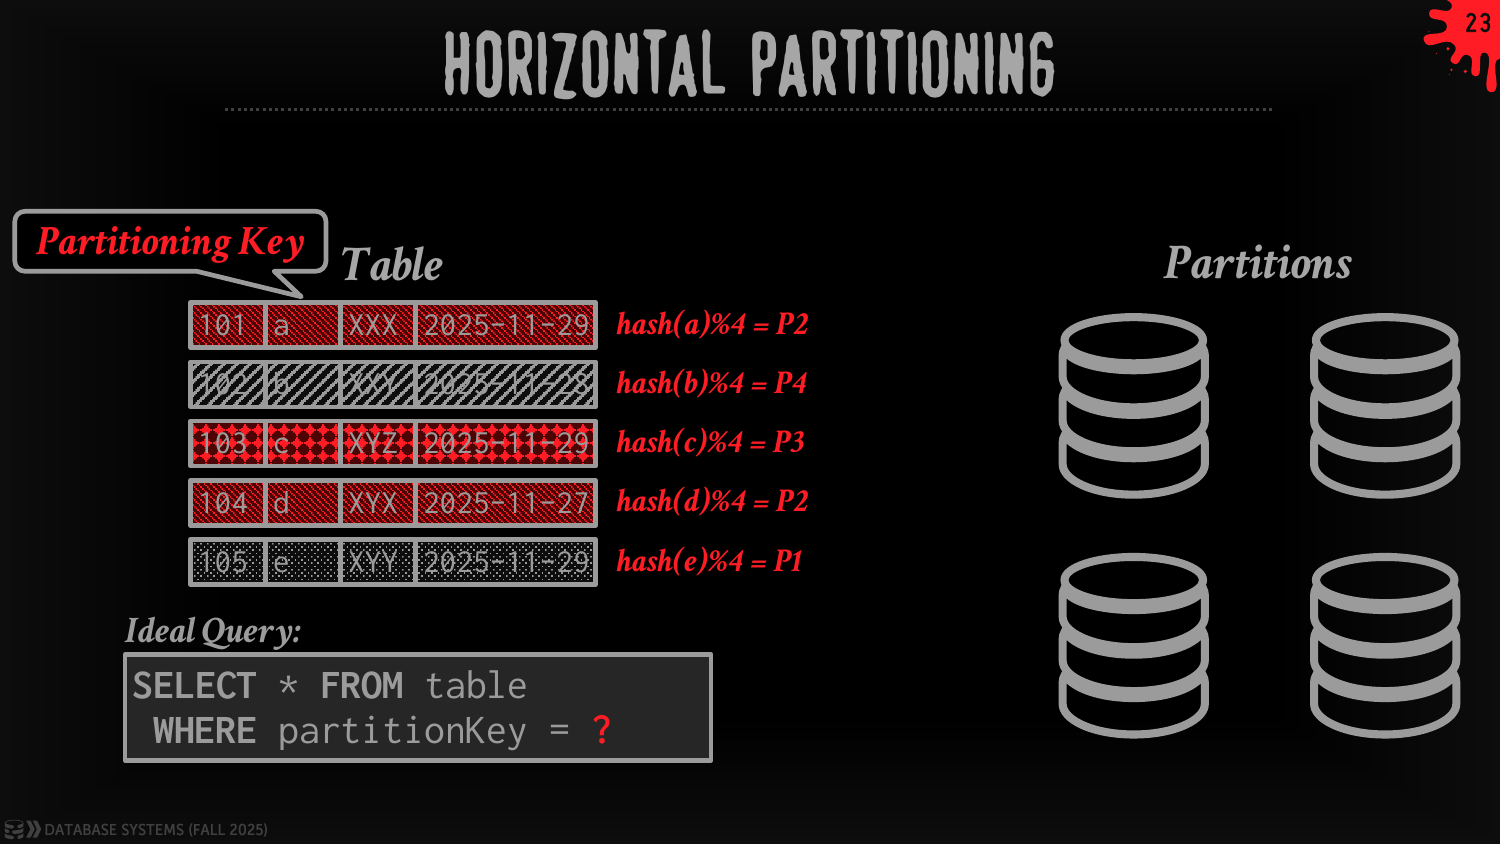 HORIZONTAL PARTITIONING
23
Partitioning Key
Table
101 a XXX 2025-11-29 hash(a)%4 = P2
102 b XXY 2025-11-28 hash(b)%4 = P4
103 c XYZ 2025-11-29 hash(c)%4 = P3
104 d XYX 2025-11-27 hash(d)%4 = P2
105 e XYY 2025-11-29 hash(e)%4 = P1
Ideal Query:
SELECT * FROM table
WHERE partitionKey = ?
Partitions
DATABASE SYSTEMS (FALL 2025)